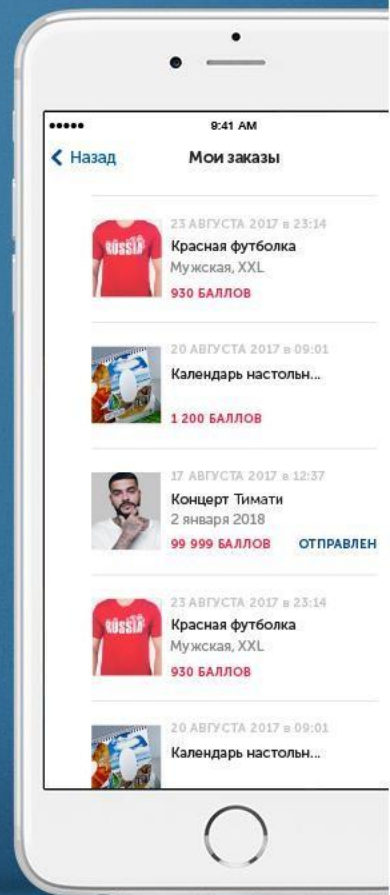 9:41 AM
Назад
Мои заказы
23 АВГУСТА 2017 в 23:14
RUSSIA
Красная футболка
Мужская, XXL
930 БАЛЛОВ
20 АВГУСТА 2017 в 09:01
Календарь настольн...
1 200 БАЛЛОВ
17 АВГУСТА 2017 в 12:37
Концерт Тимати
2 января 2018
99 999 БАЛЛОВ ОТПРАВЛЕН
23 АВГУСТА 2017 в 23:14
RUSSIA
Красная футболка
Мужская, XXL
930 БАЛЛОВ
20 АВГУСТА 2017 в 09:01
Календарь настольн...